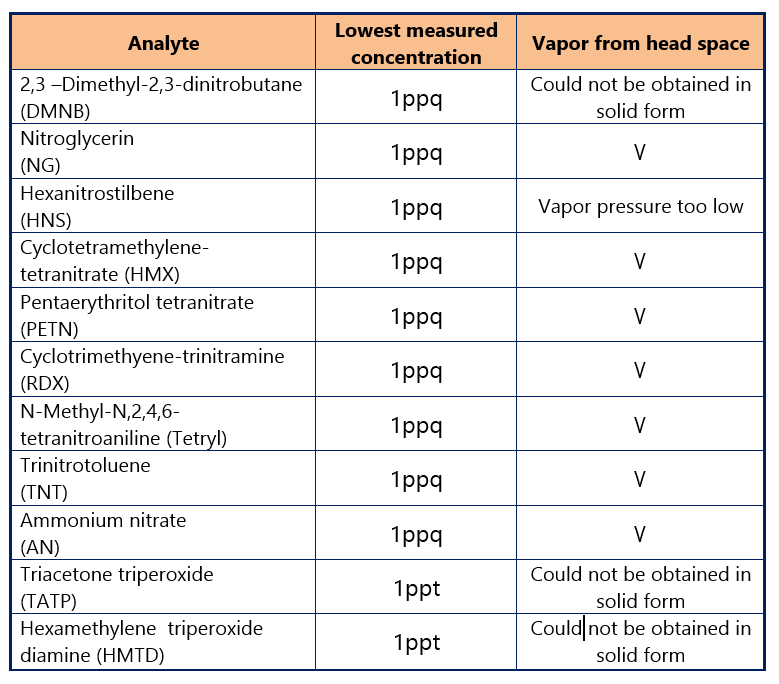 Analyte
Lowest measured
concentration
Vapor from head space
2,3 –Dimethyl-2,3-dinitrobutane
(DMNB)
1ppq
Could not be obtained in
solid form
Nitroglycerin
(NG)
1ppq
V
Hexanitrostilbene
(HNS)
1ppq
Vapor pressure too low
Cyclotetramethylene-
tetranitrate (HMX)
1ppq
V
Pentaerythritol tetranitrate
(PETN)
1ppq
V
Cyclotrimethyene-trinitramine
(RDX)
1ppq
V
N-Methyl-N,2,4,6-
tetranitroaniline (Tetryl)
1ppq
V
Trinitrotoluene
(TNT)
1ppq
V
Ammonium nitrate
(AN)
1ppq
V
Triacetone triperoxide
(TATP)
1ppt
Could not be obtained in
solid form
Hexamethylene  triperoxide
diamine (HMTD)
1ppt
Could not be obtained in
solid form